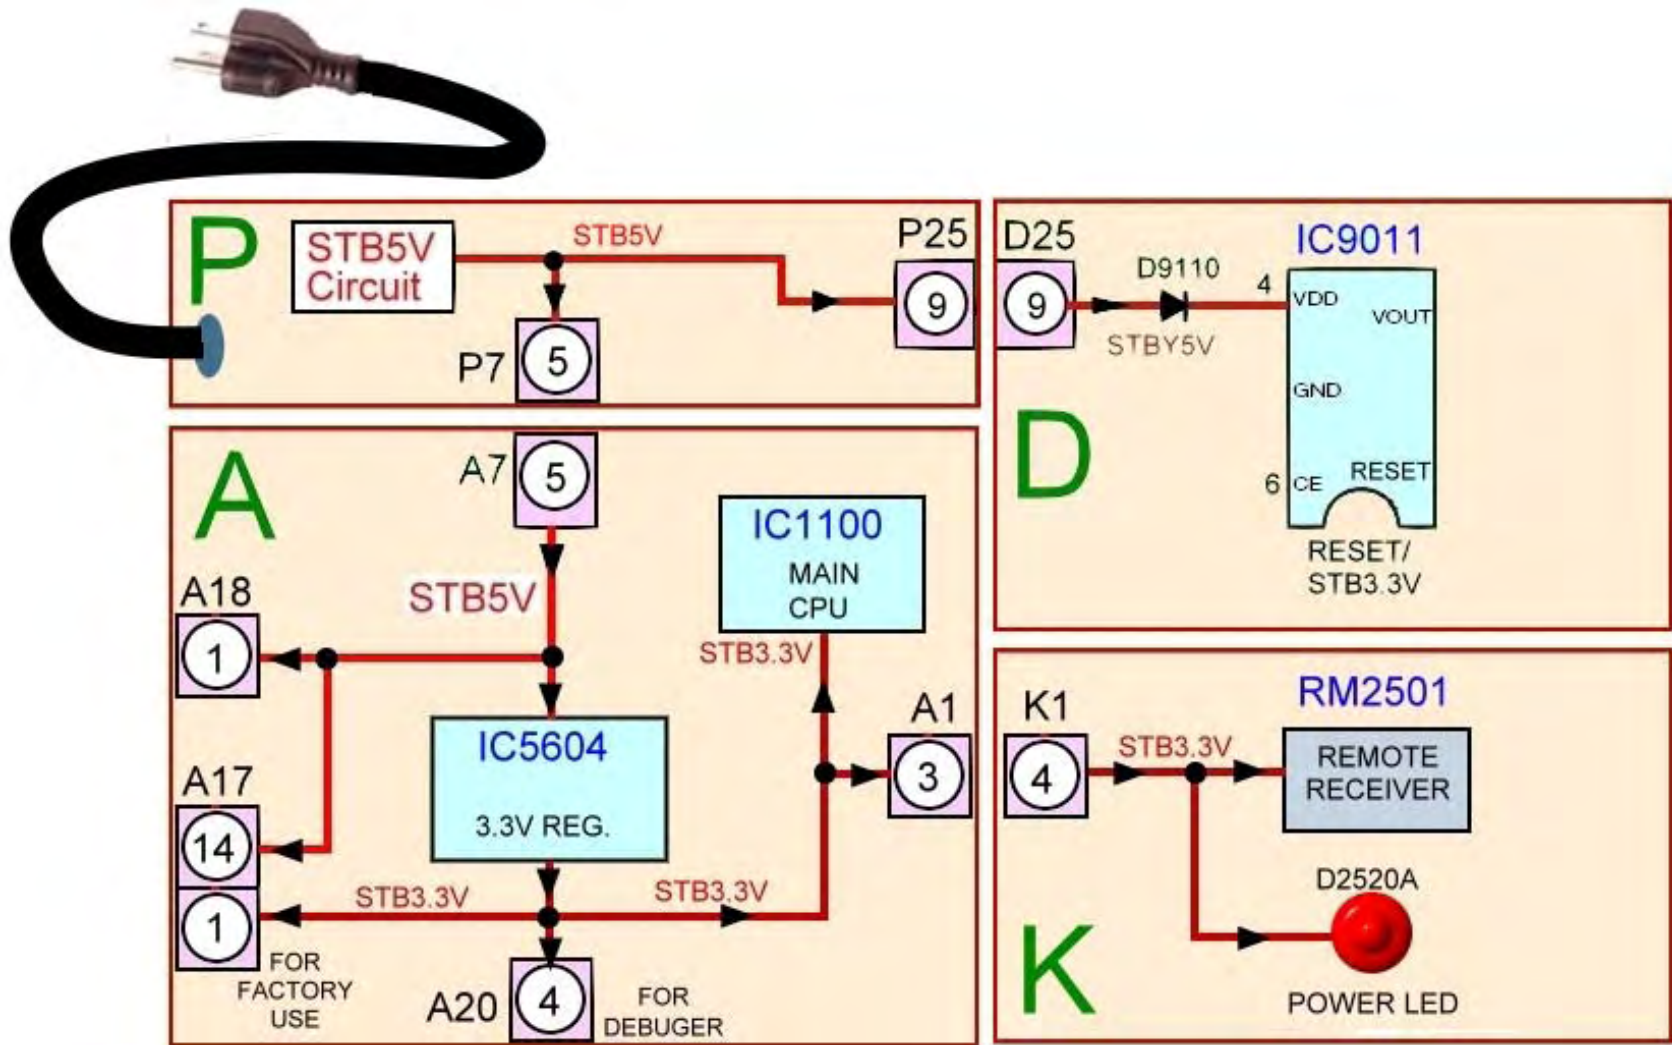 P
STB5V
Circuit
STB5V
P25
9
P7
5
D25
9
D9110
STBY5V
IC9011
4
VDD
VOUT
GND
6
CE
RESET
RESET/
STB3.3V
D
A
A7
5
STB5V
A18
1
A17
14
1
FOR
FACTORY
USE
IC5604
3.3V REG.
STB3.3V
STB3.3V
A20
4
FOR
DEBUGER
IC1100
MAIN
CPU
STB3.3V
A1
3
K1
4
STB3.3V
RM2501
REMOTE
RECEIVER
D2520A
POWER LED
K